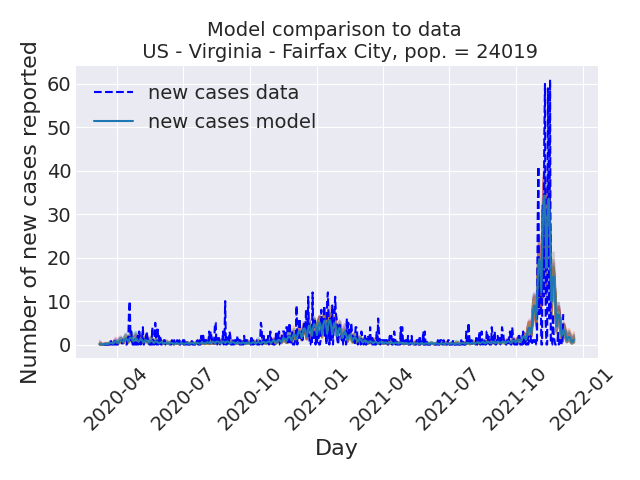 Model comparison to data
US - Virginia - Fairfax City, pop. = 24019
Number of new cases reported
60
50
40
30
20
10
0
new cases data
new cases model
2020-04
2020-07
2020-10
2021-01
2021-04
2021-07
2021-10
2022-01
Day